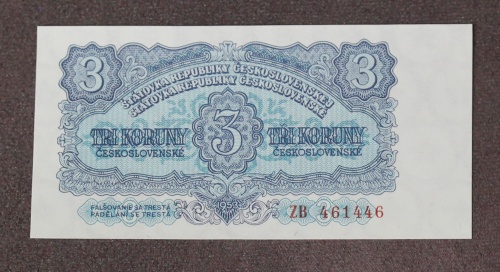 3 3
ŠTÁTOVKA REPUBLIKY ČESKOSLOVENSKEJ
STÁTOVKA REPUBLIKY ČESKOSLOVENSKÉ
TRI KORUNY 3 TŘI KORUNY
ČESKOSLOVENSKÉ ČESKOSLOVENSKÉ
FALŠOVANIE SA TRESTÁ
PADĚLÁNÍ SE TRESTÁ
1953
ZB 461446